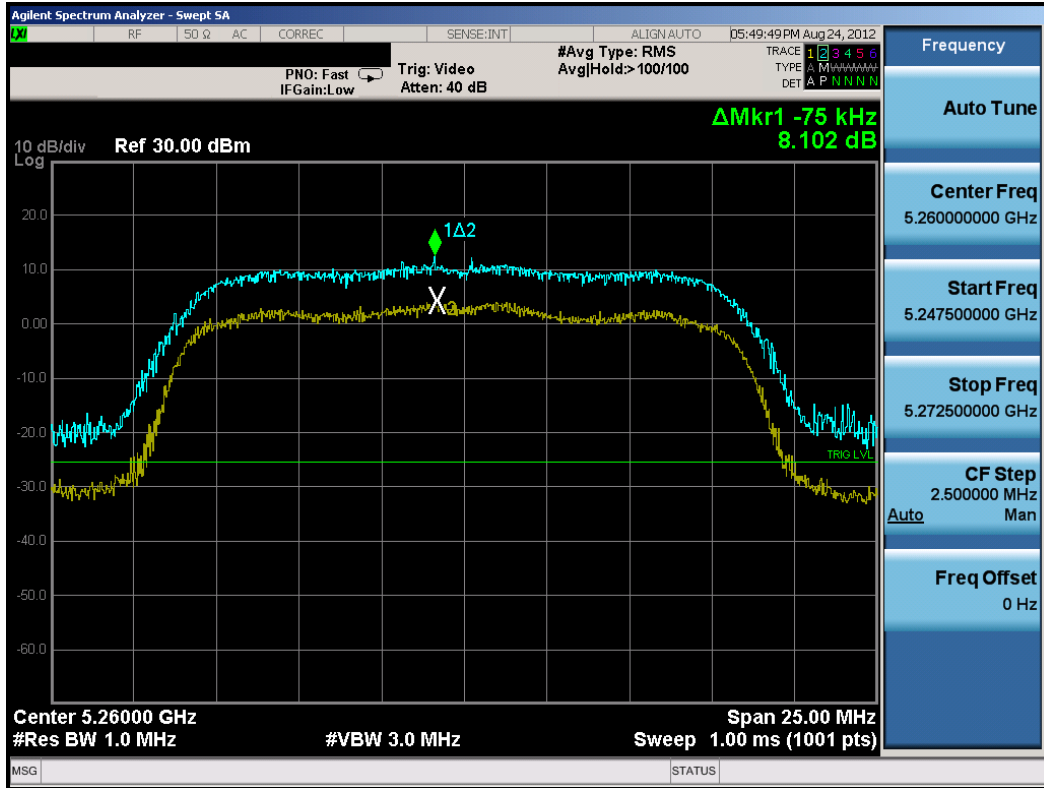 Agilent Spectrum Analyzer - Swept SA
LXI RF 50 Ω AC CORREC SENSE:INT ALIGN AUTO 05:49:49 PM Aug 24, 2012
PNO: Fast Trig: Video #Avg Type: RMS TRACE 1 2 3 4 5 6
IFGain:Low Atten: 40 dB Avg|Hold:>100/100 TYPE A M W W W W
DET A P N N N N
ΔMkr1 -75 kHz
8.102 dB
10 dB/div Ref 30.00 dBm
Log
20.0
1Δ2
10.0
X2
0.00
-10.0
-20.0
TRIG LVL
-30.0
-40.0
-50.0
-60.0
Center 5.26000 GHz Span 25.00 MHz
#Res BW 1.0 MHz #VBW 3.0 MHz Sweep 1.00 ms (1001 pts)
MSG STATUS
Frequency
Auto Tune
Center Freq
5.260000000 GHz
Start Freq
5.247500000 GHz
Stop Freq
5.272500000 GHz
CF Step
2.500000 MHz
Auto Man
Freq Offset
0 Hz